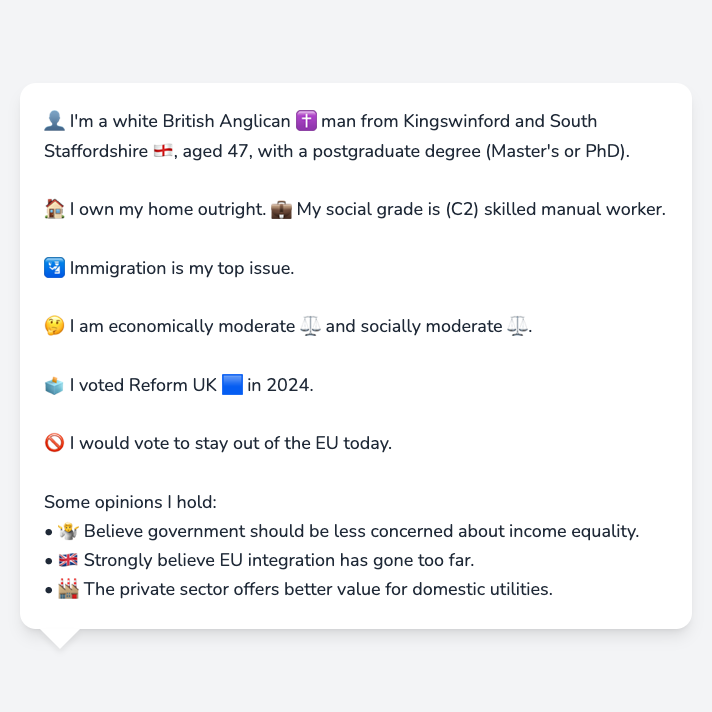 👤 I'm a white British Anglican ✝️ man from Kingswinford and South
Staffordshire 🏴󠁧󠁢󠁥󠁮󠁧󠁿, aged 47, with a postgraduate degree (Master's or PhD).
🏠 I own my home outright. 💼 My social grade is (C2) skilled manual worker.
🛂 Immigration is my top issue.
🤔 I am economically moderate ⚖️ and socially moderate ⚖️.
🗳️ I voted Reform UK 🟦 in 2024.
🚫 I would vote to stay out of the EU today.
Some opinions I hold:
• 🤷 Believe government should be less concerned about income equality.
• 🇬🇧 Strongly believe EU integration has gone too far.
• 🏭 The private sector offers better value for domestic utilities.